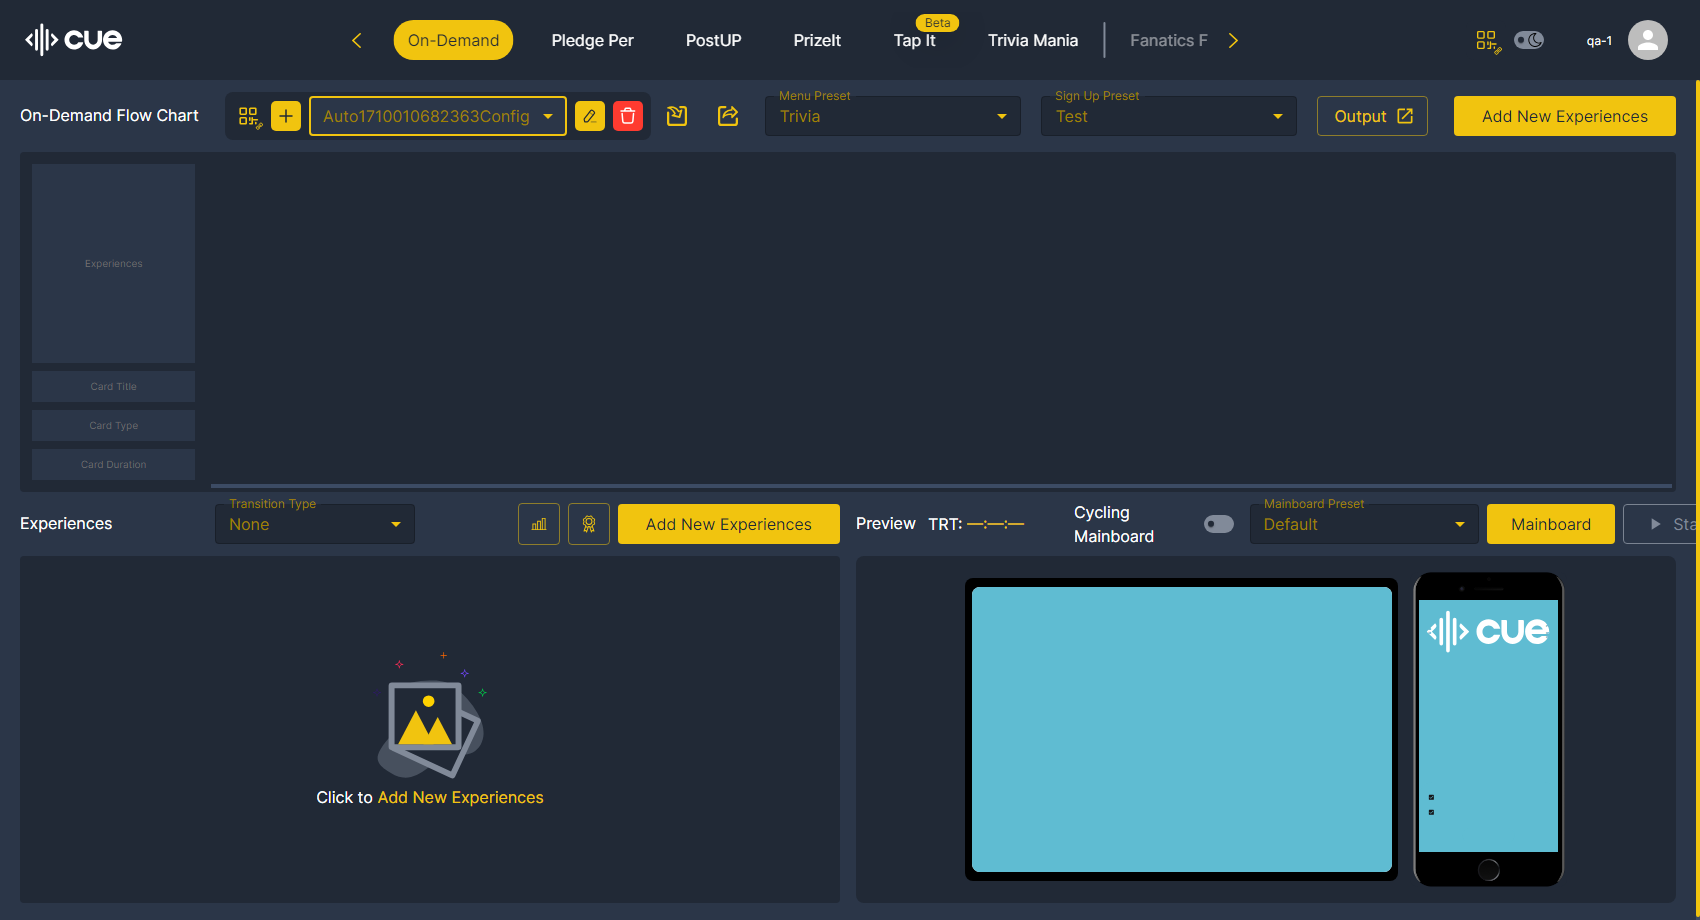 cue
On-Demand
Pledge Per
PostUP
PrizeIt
Beta
Tap It
Trivia Mania
Fanatics F
qa-1
On-Demand Flow Chart
Auto1710010682363Config
Menu Preset
Trivia
Sign Up Preset
Test
Output
Add New Experiences
Experiences
Card Title
Card Type
Card Duration
Experiences
Transition Type
None
Add New Experiences
Preview
TRT: —:—:—
Cycling
Mainboard
Mainboard Preset
Default
Mainboard
Sta
Click to Add New Experiences
cue